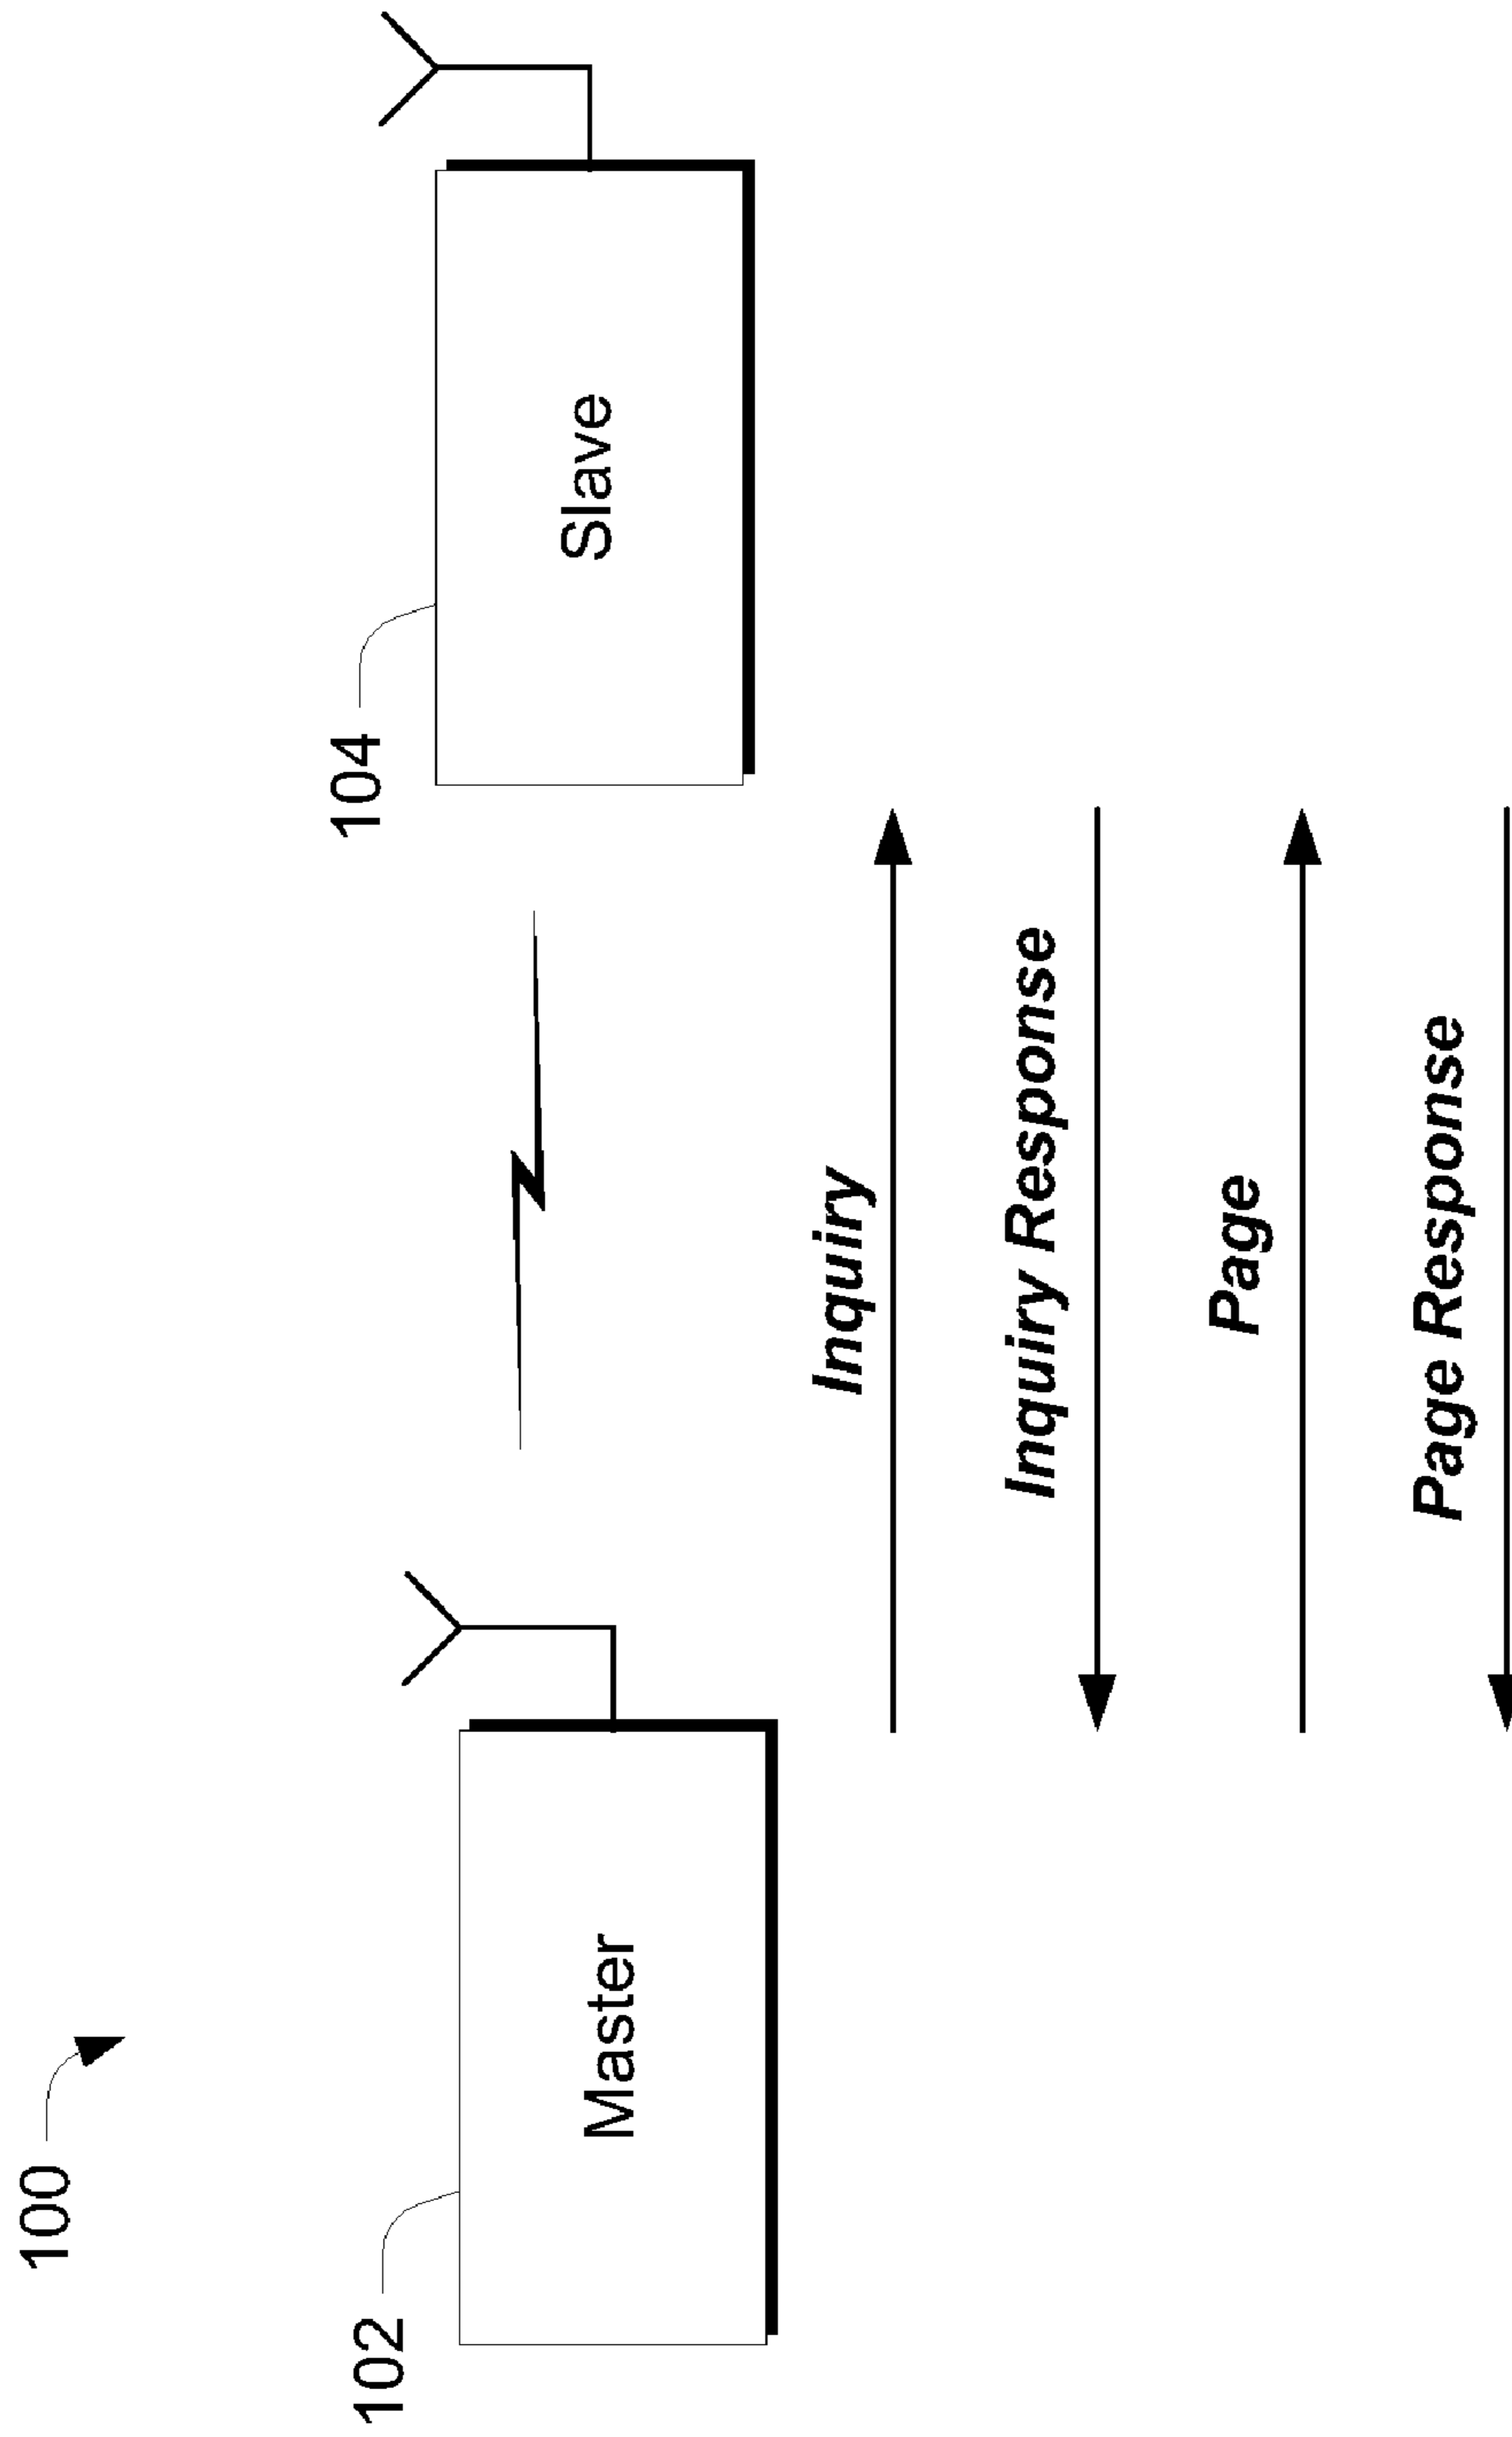 100
102
104
Master
Slave
Inquiry
Inquiry Response
Page
Page Response